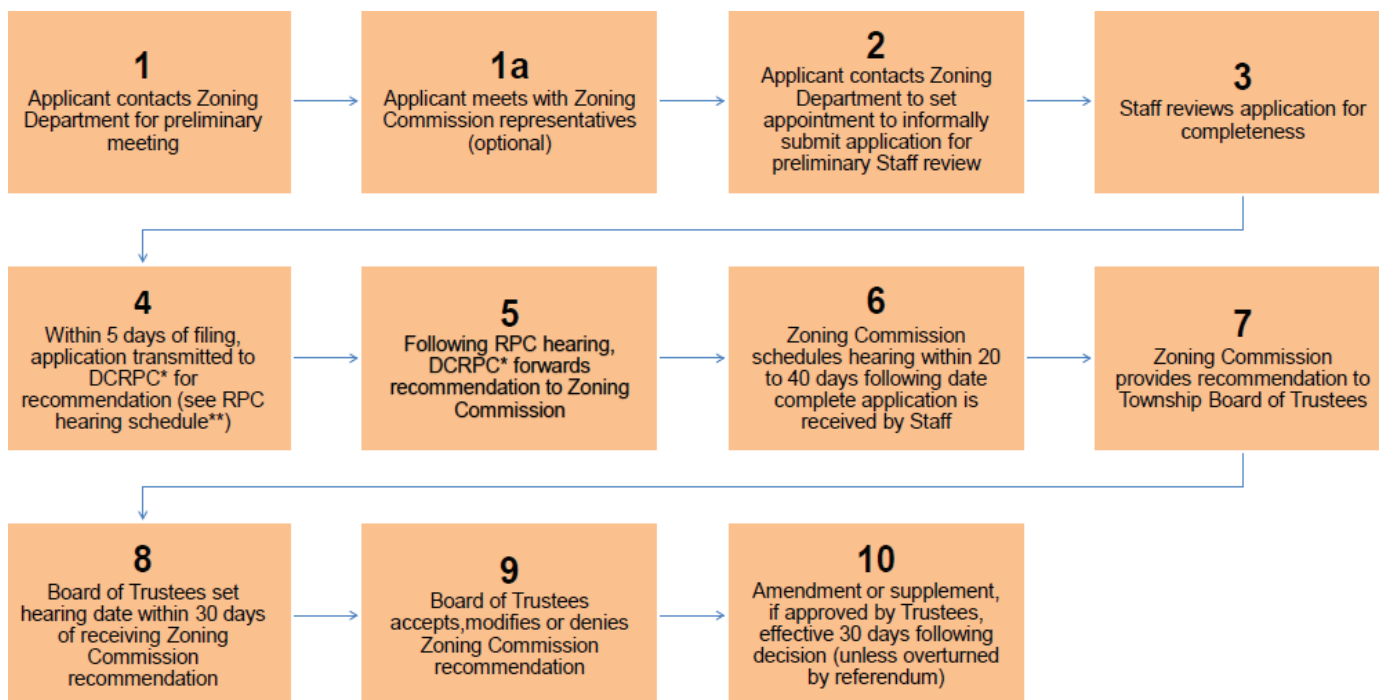 1
Applicant contacts Zoning
Department for preliminary
meeting
1a
Applicant meets with Zoning
Commission representatives
(optional)
2
Applicant contacts Zoning
Department to set
appointment to informally
submit application for
preliminary Staff review
3
Staff reviews application for
completeness
4
Within 5 days of filing,
application transmitted to
DCRPC* for
recommendation (see RPC
hearing schedule**)
5
Following RPC hearing,
DCRPC* forwards
recommendation to Zoning
Commission
6
Zoning Commission
schedules hearing within 20
to 40 days following date
complete application is
received by Staff
7
Zoning Commission
provides recommendation to
Township Board of Trustees
8
Board of Trustees set
hearing date within 30 days
of receiving Zoning
Commission
recommendation
9
Board of Trustees
accepts,modifies or denies
Zoning Commission
recommendation
10
Amendment or supplement,
if approved by Trustees,
effective 30 days following
decision (unless overturned
by referendum)